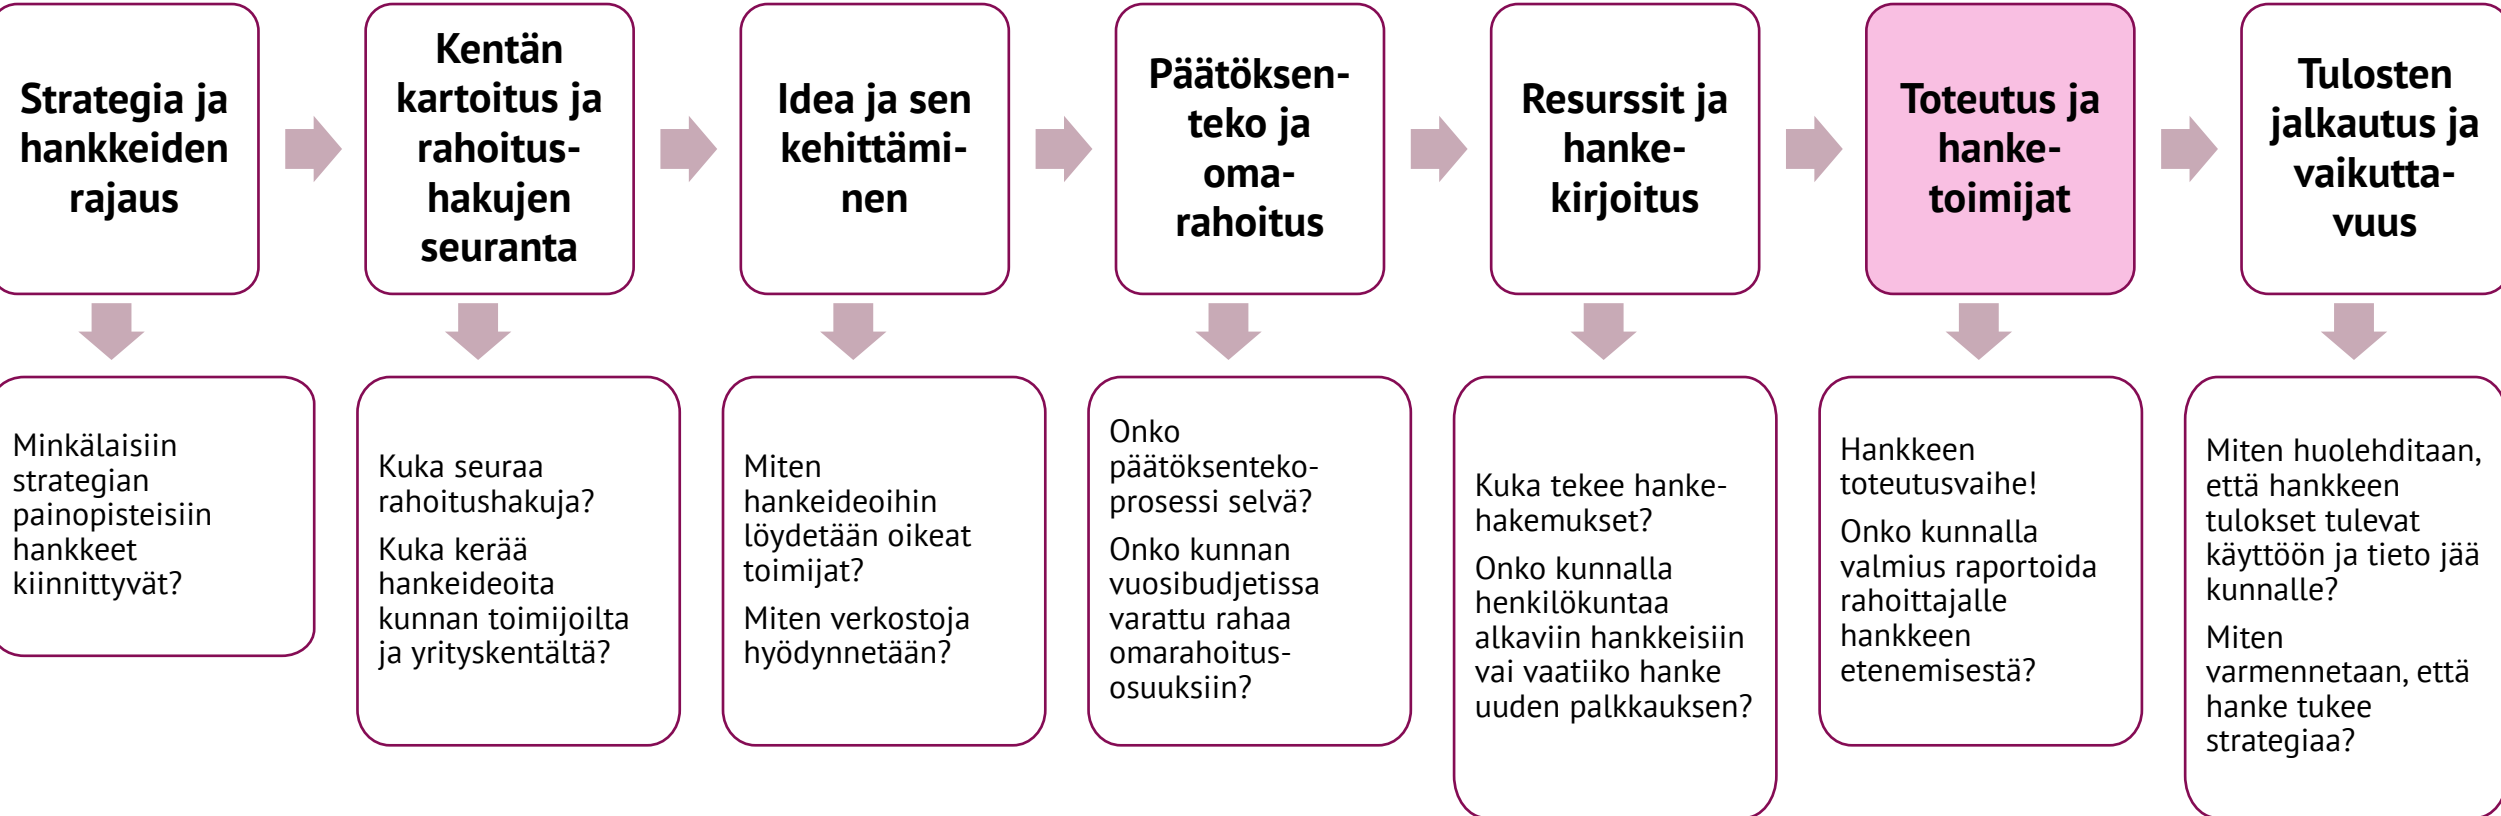 Strategia ja
hankkeiden
rajaus
Kentän
kartoitus ja
rahoitus-
hakujen
seuranta
Idea ja sen
kehittämi-
nen
Päätöksen-
teko ja
oma-
rahoitus
Resurssit ja
hanke-
kirjoitus
Toteutus ja
hanke-
toimijat
Tulosten
jalkautus ja
vaikutta-
vuus
Minkälaisiin
strategian
painopisteisiin
hankkeet
kiinnittyvät?
Kuka seuraa
rahoitushakuja?
Kuka kerää
hankeideoita
kunnan toimijoilta
ja yrityskentältä?
Miten
hankeideoihin
löydetään oikeat
toimijat?
Miten verkostoja
hyödynnetään?
Onko
päätöksenteko-
prosessi selvä?
Onko kunnan
vuosibudjetissa
varattu rahaa
omarahoitus-
osuuksiin?
Kuka tekee hanke-
hakemukset?
Onko kunnalla
henkilökuntaa
alkaviin hankkeisiin
vai vaatiiko hanke
uuden palkkauksen?
Hankkeen
toteutusvaihe!
Onko kunnalla
valmius raportoida
rahoittajalle
hankkeen
etenemisestä?
Miten huolehditaan,
että hankkeen
tulokset tulevat
käyttöön ja tieto jää
kunnalle?
Miten
varmennetaan, että
hanke tukee
strategiaa?